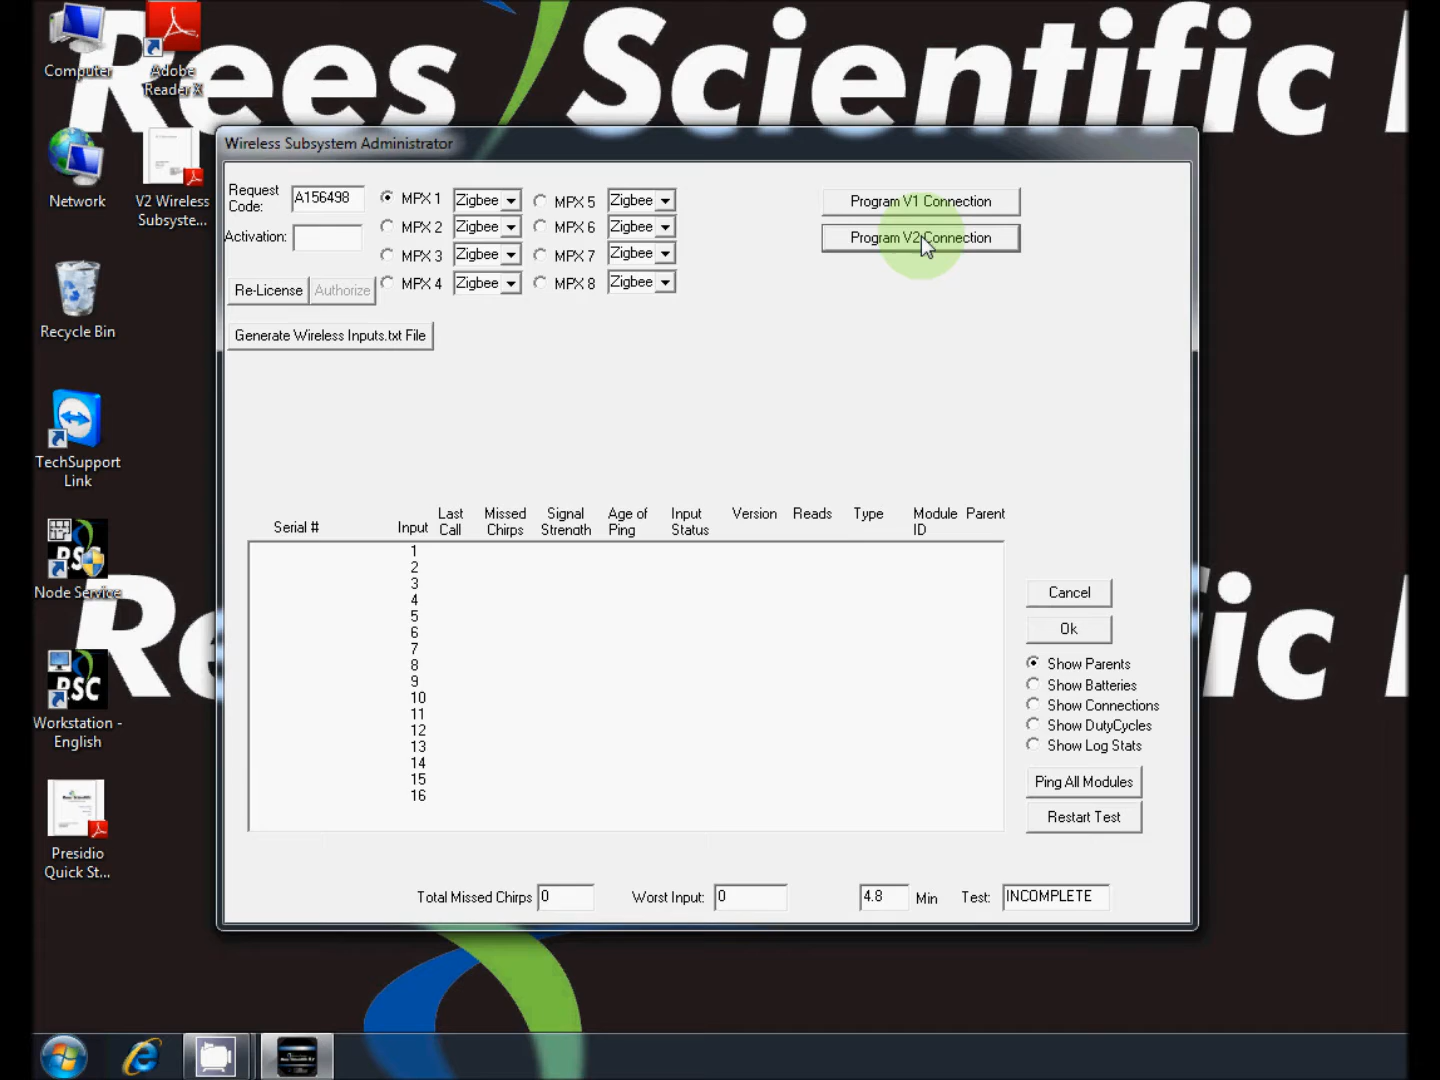 Rees Scientific
Computer
Adobe
Reader X
Network
V2 Wireless
Subsyste...
Recycle Bin
TechSupport
Link
RSC
Node Service
RSC
Workstation -
English
Presidio
Quick St...
Wireless Subsystem Administrator
Request
Code:
A156498
Activation:
Re-License
Authorize
MPX 1 Zigbee
MPX 2 Zigbee
MPX 3 Zigbee
MPX 4 Zigbee
MPX 5 Zigbee
MPX 6 Zigbee
MPX 7 Zigbee
MPX 8 Zigbee
Program V1 Connection
Program V2 Connection
Generate Wireless Inputs.txt File
Serial #
Input
Last
Call
Missed
Chirps
Signal
Strength
Age of
Ping
Input
Status
Version
Reads
Type
Module
ID
Parent
1
2
3
4
5
6
7
8
9
10
11
12
13
14
15
16
Cancel
Ok
Show Parents
Show Batteries
Show Connections
Show DutyCycles
Show Log Stats
Ping All Modules
Restart Test
Total Missed Chirps 0
Worst Input: 0
4.8 Min
Test: INCOMPLETE